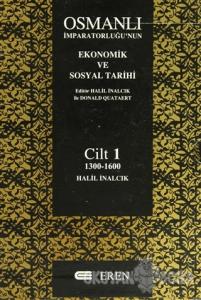 OSMANLI
İMPARATORLUĞU'NUN
EKONOMİK
VE
SOSYAL TARİHİ
Editör HALİL İNALCIK
ile DONALD QUATAERT
Cilt 1
1300-1600
HALİL İNALCIK
EREN